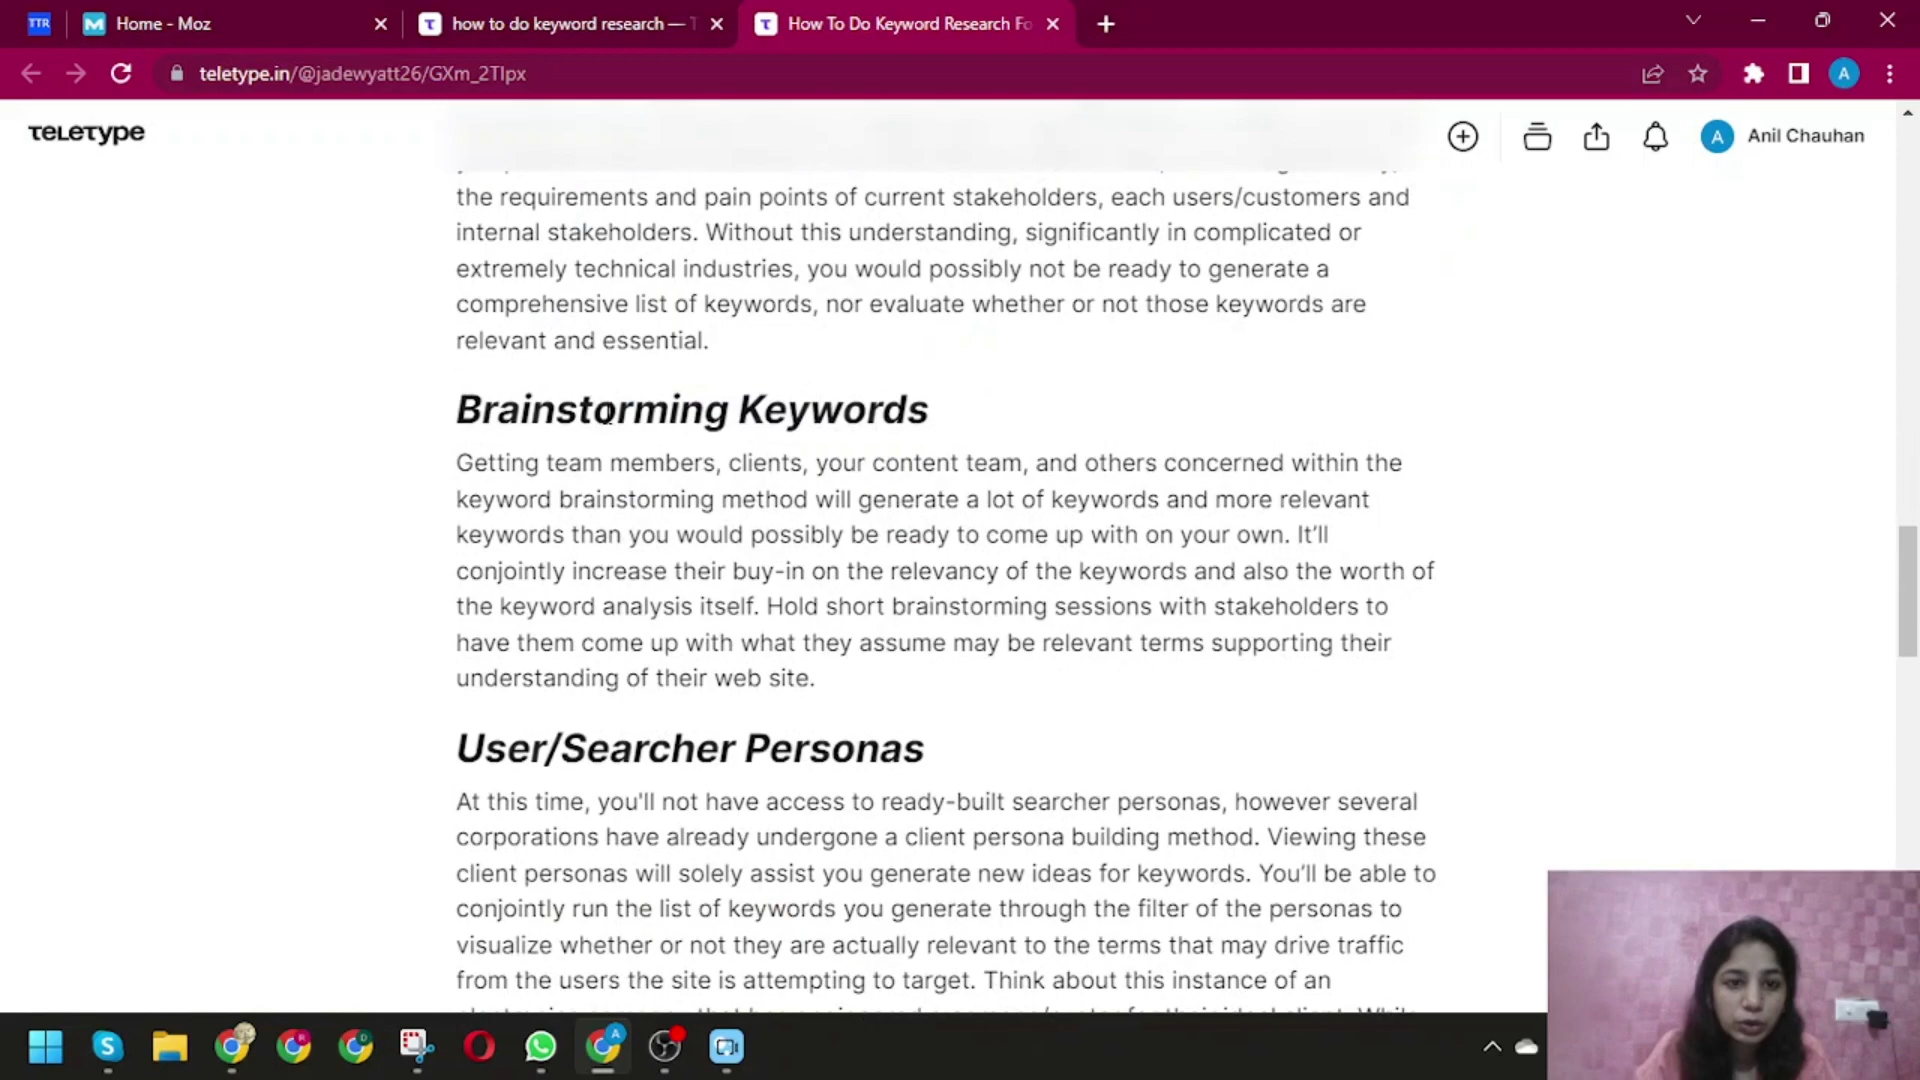 TTR
Home - Moz
how to do keyword research — T
How To Do Keyword Research Fo
teletype.in/@jadewyatt26/GXm_2TIpx
A
TELETYPE
A
Anil Chauhan
the requirements and pain points of current stakeholders, each users/customers and
internal stakeholders. Without this understanding, significantly in complicated or
extremely technical industries, you would possibly not be ready to generate a
comprehensive list of keywords, nor evaluate whether or not those keywords are
relevant and essential.
Brainstorming Keywords
Getting team members, clients, your content team, and others concerned within the
keyword brainstorming method will generate a lot of keywords and more relevant
keywords than you would possibly be ready to come up with on your own. It’ll
conjointly increase their buy-in on the relevancy of the keywords and also the worth of
the keyword analysis itself. Hold short brainstorming sessions with stakeholders to
have them come up with what they assume may be relevant terms supporting their
understanding of their web site.
User/Searcher Personas
At this time, you'll not have access to ready-built searcher personas, however several
corporations have already undergone a client persona building method. Viewing these
client personas will solely assist you generate new ideas for keywords. You’ll be able to
conjointly run the list of keywords you generate through the filter of the personas to
visualize whether or not they are actually relevant to the terms that may drive traffic
from the users the site is attempting to target. Think about this instance of an